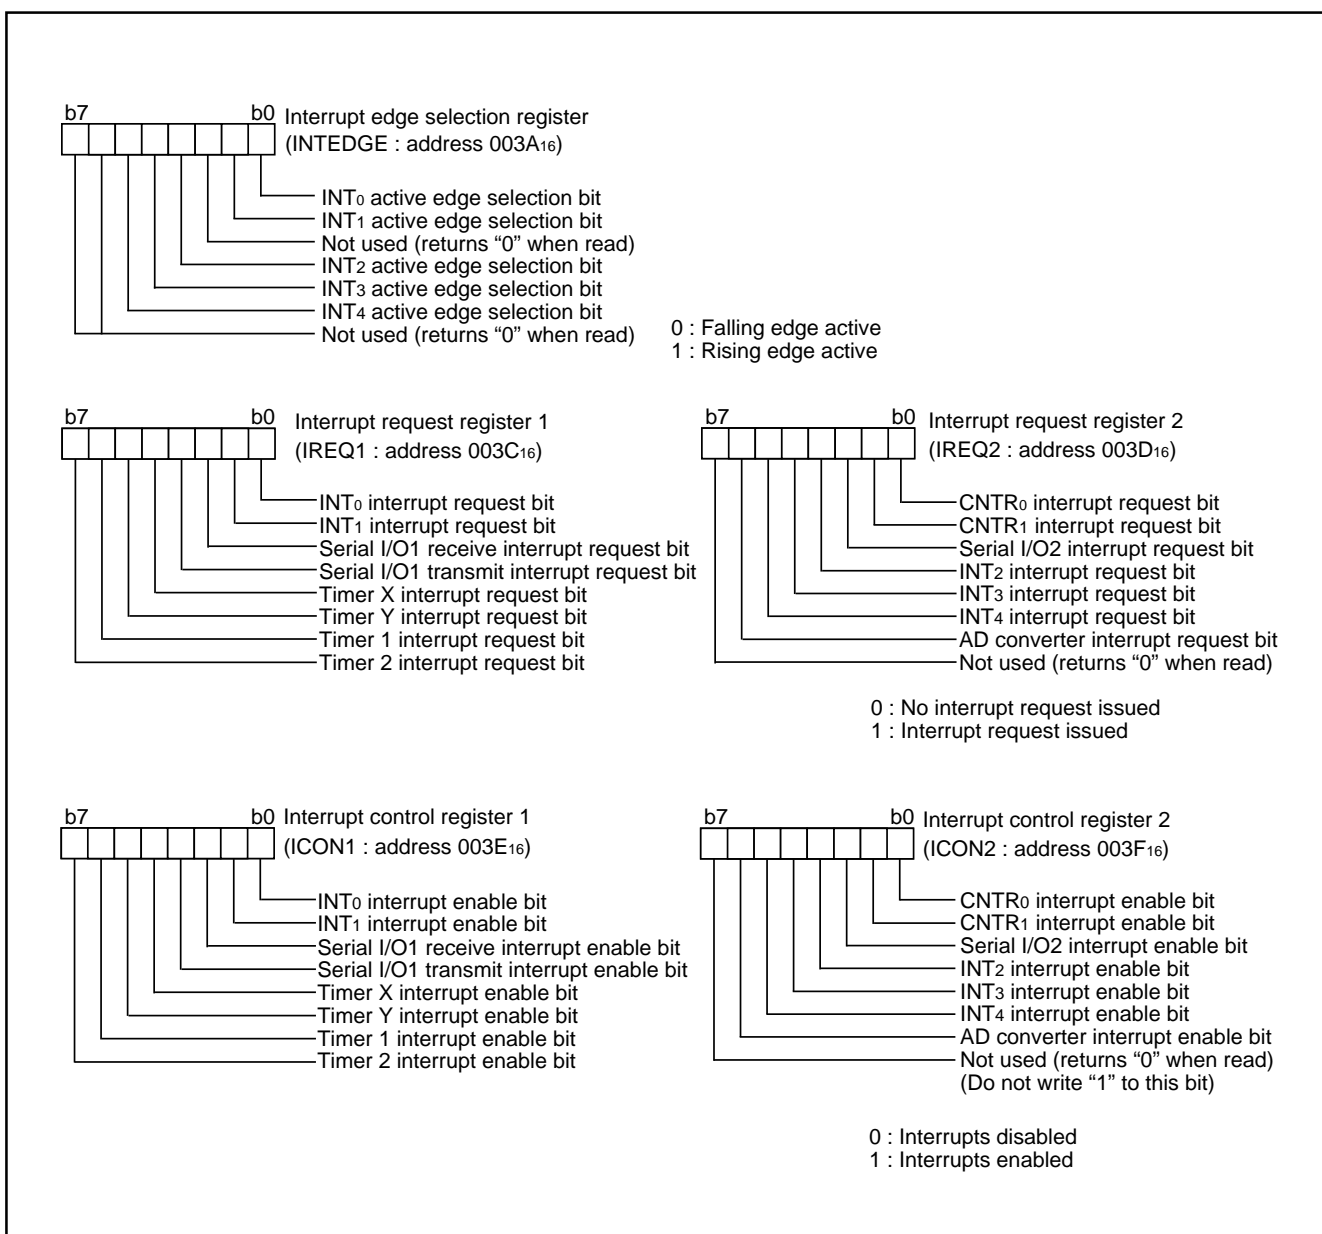 b7 b0 Interrupt edge selection register
(INTEDGE : address 003A16)
INT0 active edge selection bit
INT1 active edge selection bit
Not used (returns “0” when read)
INT2 active edge selection bit
INT3 active edge selection bit
INT4 active edge selection bit
Not used (returns “0” when read)
0 : Falling edge active
1 : Rising edge active
b7 b0 Interrupt request register 1
(IREQ1 : address 003C16)
INT0 interrupt request bit
INT1 interrupt request bit
Serial I/O1 receive interrupt request bit
Serial I/O1 transmit interrupt request bit
Timer X interrupt request bit
Timer Y interrupt request bit
Timer 1 interrupt request bit
Timer 2 interrupt request bit
b7 b0 Interrupt request register 2
(IREQ2 : address 003D16)
CNTR0 interrupt request bit
CNTR1 interrupt request bit
Serial I/O2 interrupt request bit
INT2 interrupt request bit
INT3 interrupt request bit
INT4 interrupt request bit
AD converter interrupt request bit
Not used (returns “0” when read)
0 : No interrupt request issued
1 : Interrupt request issued
b7 b0 Interrupt control register 1
(ICON1 : address 003E16)
INT0 interrupt enable bit
INT1 interrupt enable bit
Serial I/O1 receive interrupt enable bit
Serial I/O1 transmit interrupt enable bit
Timer X interrupt enable bit
Timer Y interrupt enable bit
Timer 1 interrupt enable bit
Timer 2 interrupt enable bit
b7 b0 Interrupt control register 2
(ICON2 : address 003F16)
CNTR0 interrupt enable bit
CNTR1 interrupt enable bit
Serial I/O2 interrupt enable bit
INT2 interrupt enable bit
INT3 interrupt enable bit
INT4 interrupt enable bit
AD converter interrupt enable bit
Not used (returns “0” when read)
(Do not write “1” to this bit)
0 : Interrupts disabled
1 : Interrupts enabled